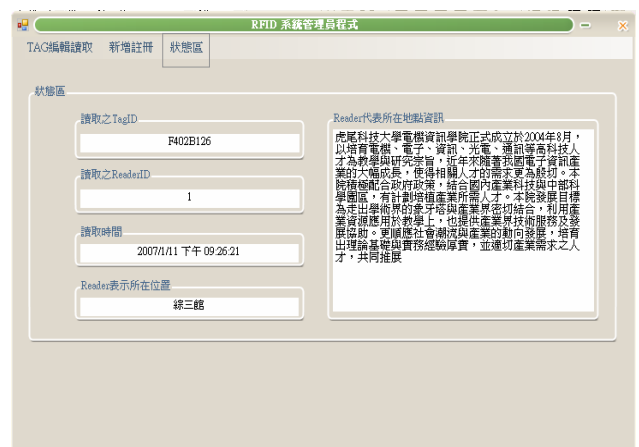 RFID 系統管理員程式
TAG編輯讀取 新增註冊 狀態區
狀態區
讀取之TagID
F402B126
讀取之ReaderID
1
讀取時間
2007/1/11 下午 09:26:21
Reader表示所在位置
綜三館
Reader代表所在地點資訊
虎尾科技大學電機資訊學院正式成立於2004年8月，
以培育電機、電子、資訊、光電、通訊等高科技人
才為教學與研究宗旨，近年來隨著我國電子資訊產
業的大幅成長，使得相關人才的需求更為殷切。本
院積極配合政府政策，結合國內產業科技與中部科
學園區，有計劃培植產業所需人才。本院發展目標
為走出學術界的象牙塔與產業界密切結合，利用產
業資源應用於教學上，也提供產業界技術服務及發
展協助。更順應社會潮流與產業的動向發展，培育
出理論基礎與實務經驗厚實，並適切產業需求之人
才，共同推展